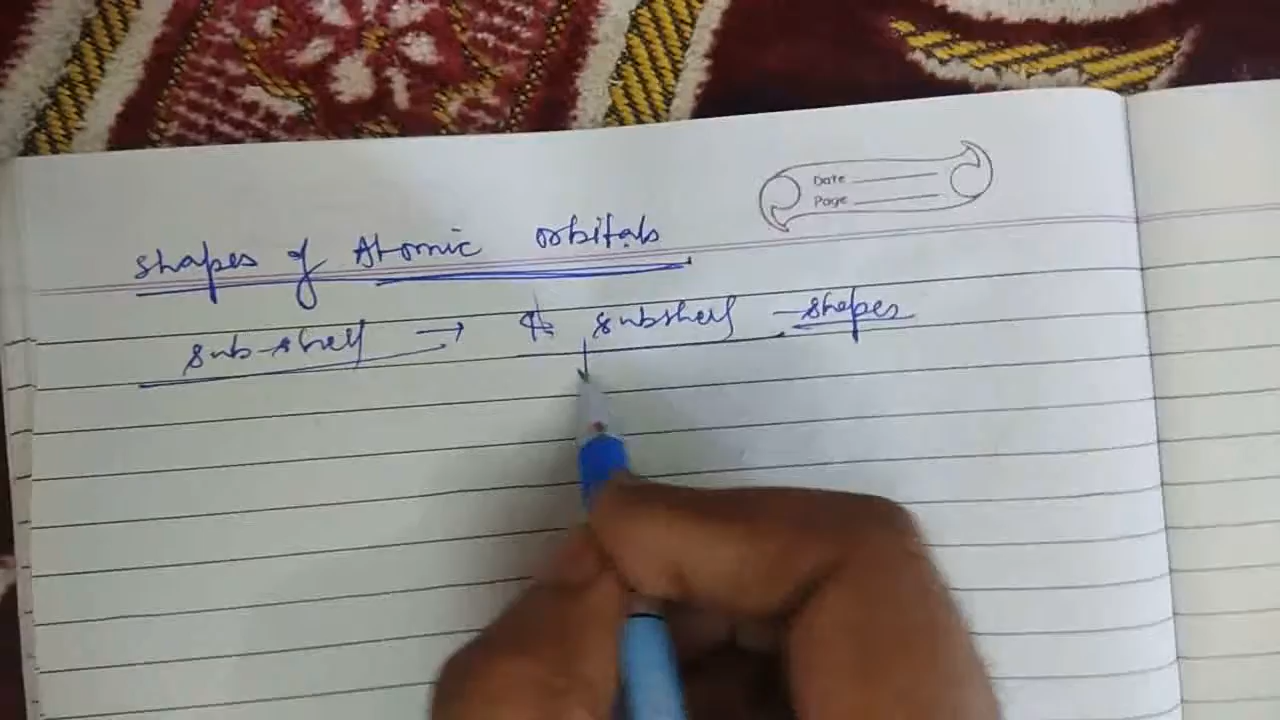 Date
Page
shapes of Atomic orbitals
sub-shell → subshell - shapes